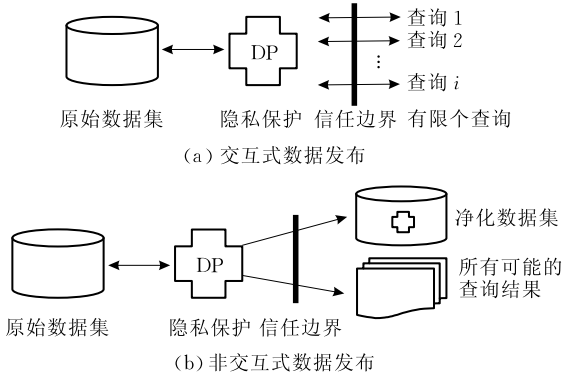 查询1
DP
查询2
⋮
查询i
原始数据集 隐私保护 信任边界 有限个查询
(a)交互式数据发布
净化数据集
DP
所有可能的
查询结果
原始数据集 隐私保护 信任边界
(b)非交互式数据发布